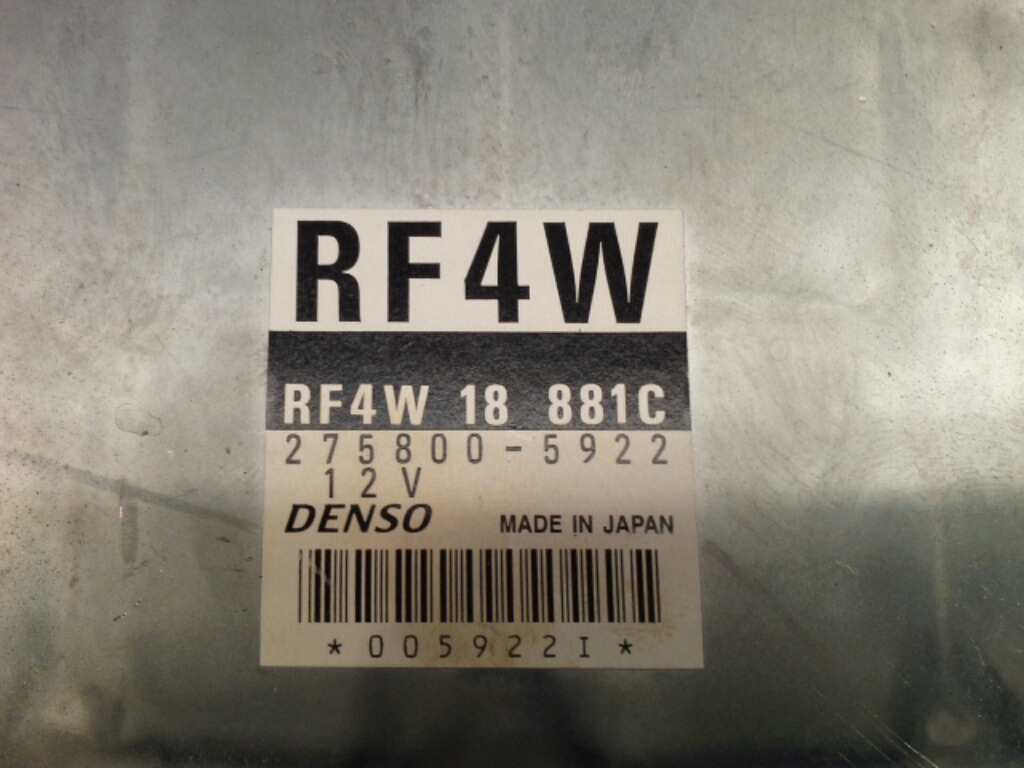 RF4W
RF4W 18 881C
275800-5922
12V
DENSO MADE IN JAPAN
*005922I*